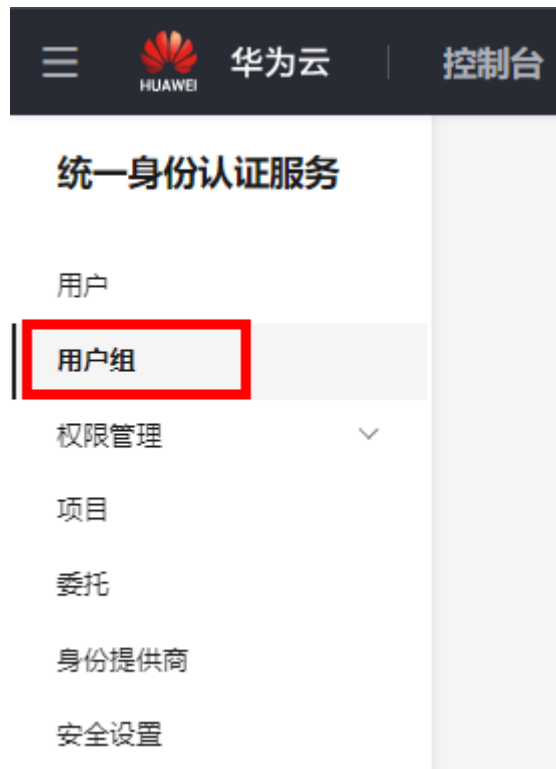 HUAWEI 华为云 控制台
统一身份认证服务
用户
用户组
权限管理
项目
委托
身份提供商
安全设置